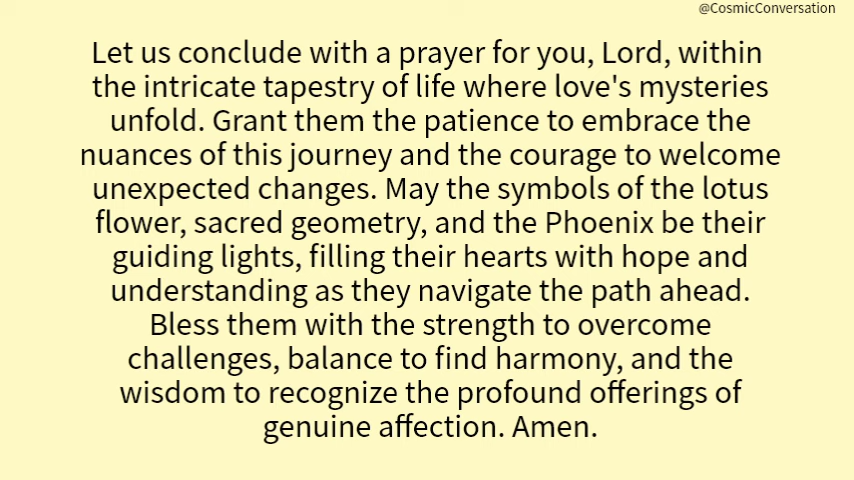 @CosmicConversation
Let us conclude with a prayer for you, Lord, within
the intricate tapestry of life where love's mysteries
unfold. Grant them the patience to embrace the
nuances of this journey and the courage to welcome
unexpected changes. May the symbols of the lotus
flower, sacred geometry, and the Phoenix be their
guiding lights, filling their hearts with hope and
understanding as they navigate the path ahead.
Bless them with the strength to overcome
challenges, balance to find harmony, and the
wisdom to recognize the profound offerings of
genuine affection. Amen.